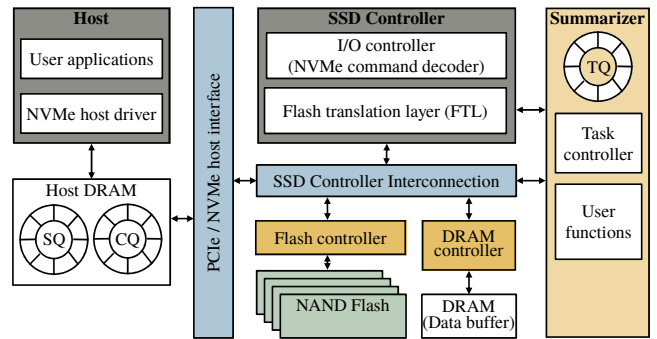 Host
User applications
NVMe host driver
Host DRAM
SQ
CQ
PCIe / NVMe host interface
SSD Controller
I/O controller
(NVMe command decoder)
Flash translation layer (FTL)
SSD Controller Interconnection
Flash controller
NAND Flash
DRAM
controller
DRAM
(Data buffer)
Summarizer
TQ
Task
controller
User
functions